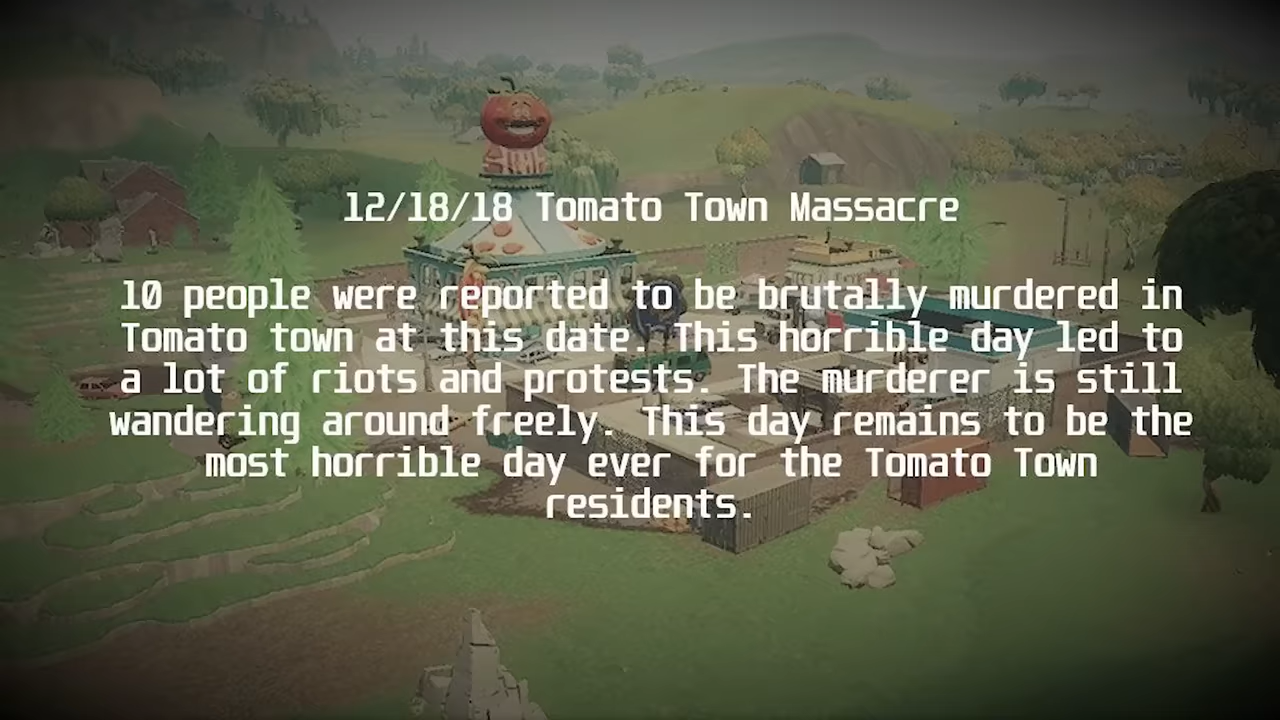 12/18/18 Tomato Town Massacre
10 people were reported to be brutally murdered in
Tomato town at this date. This horrible day led to
a lot of riots and protests. The murderer is still
wandering around freely. This day remains to be the
most horrible day ever for the Tomato Town
residents.